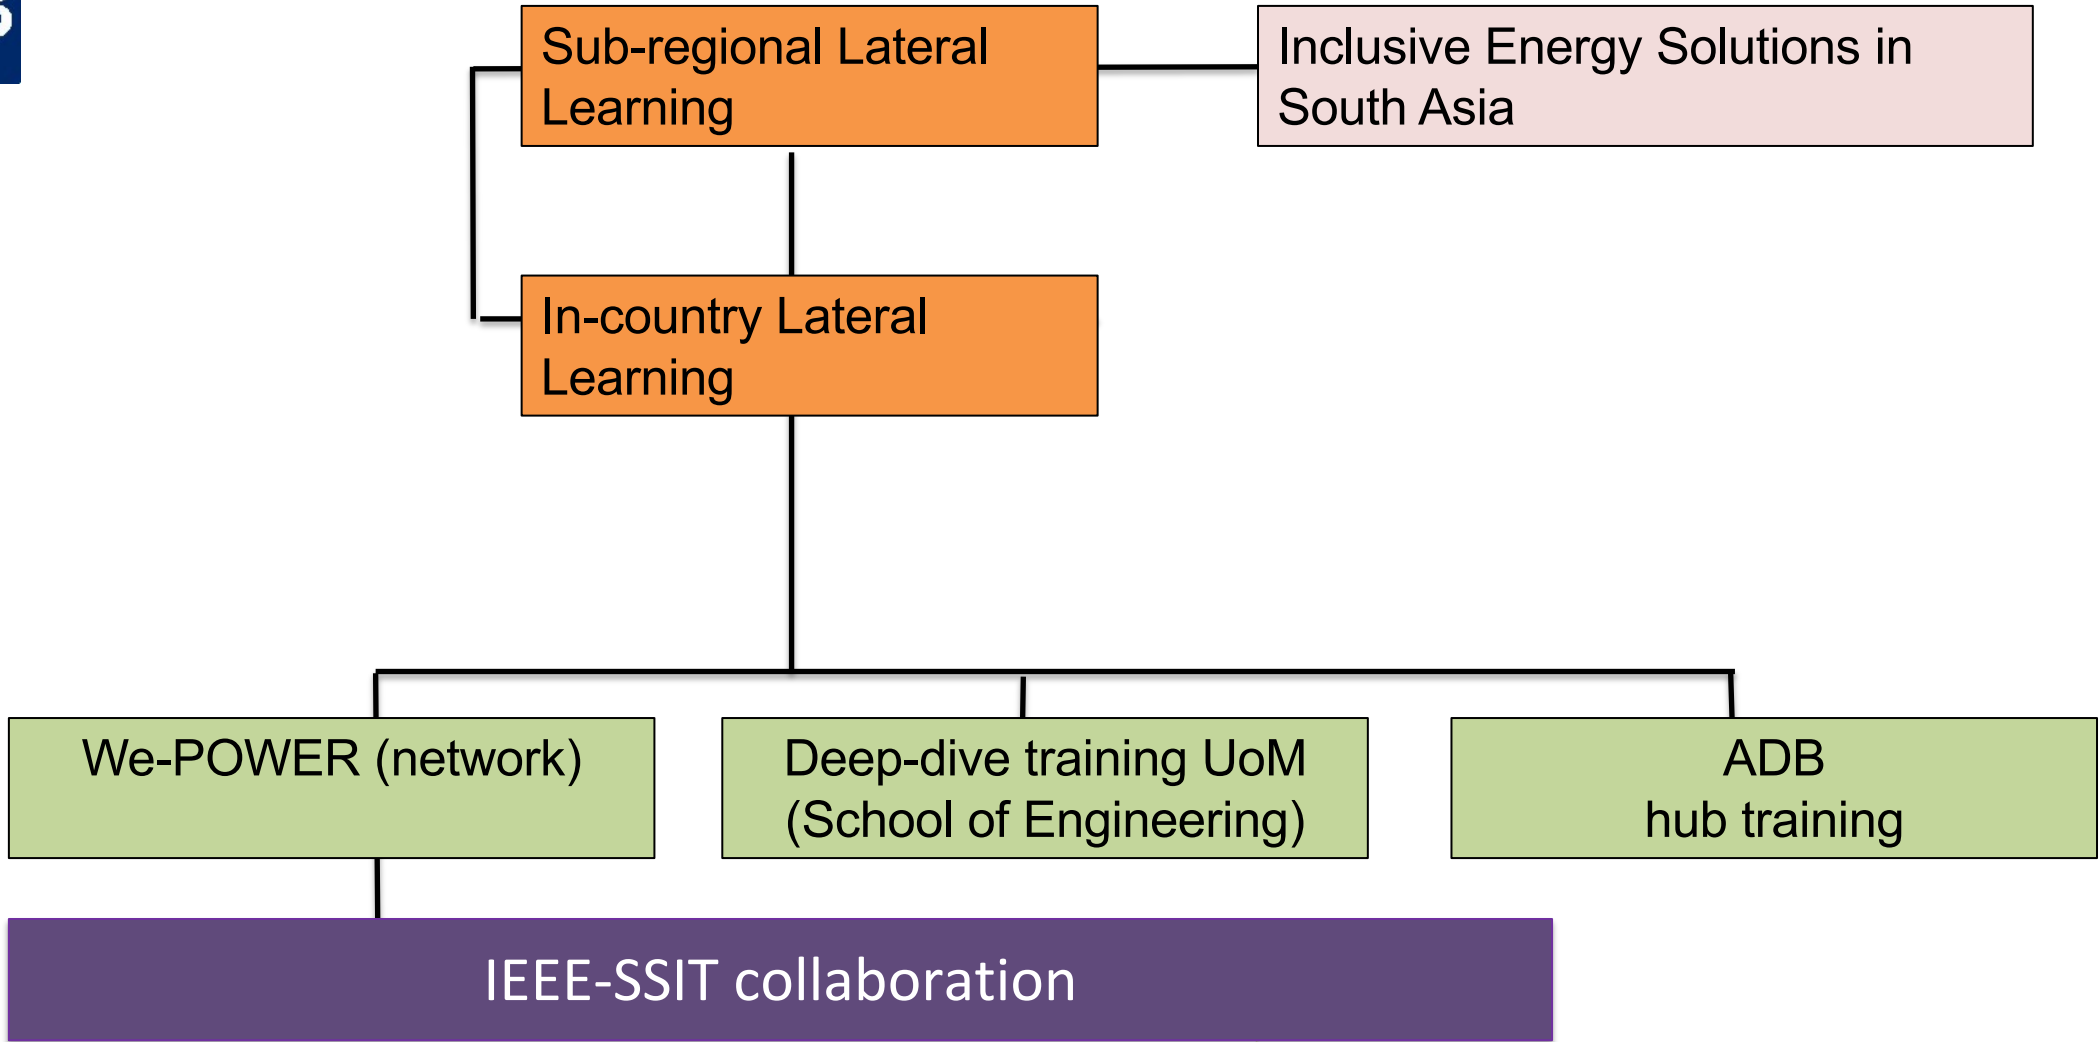 Sub-regional Lateral
Learning
Inclusive Energy Solutions in
South Asia
In-country Lateral
Learning
We-POWER (network)
Deep-dive training UoM
(School of Engineering)
ADB
hub training
IEEE-SSIT collaboration